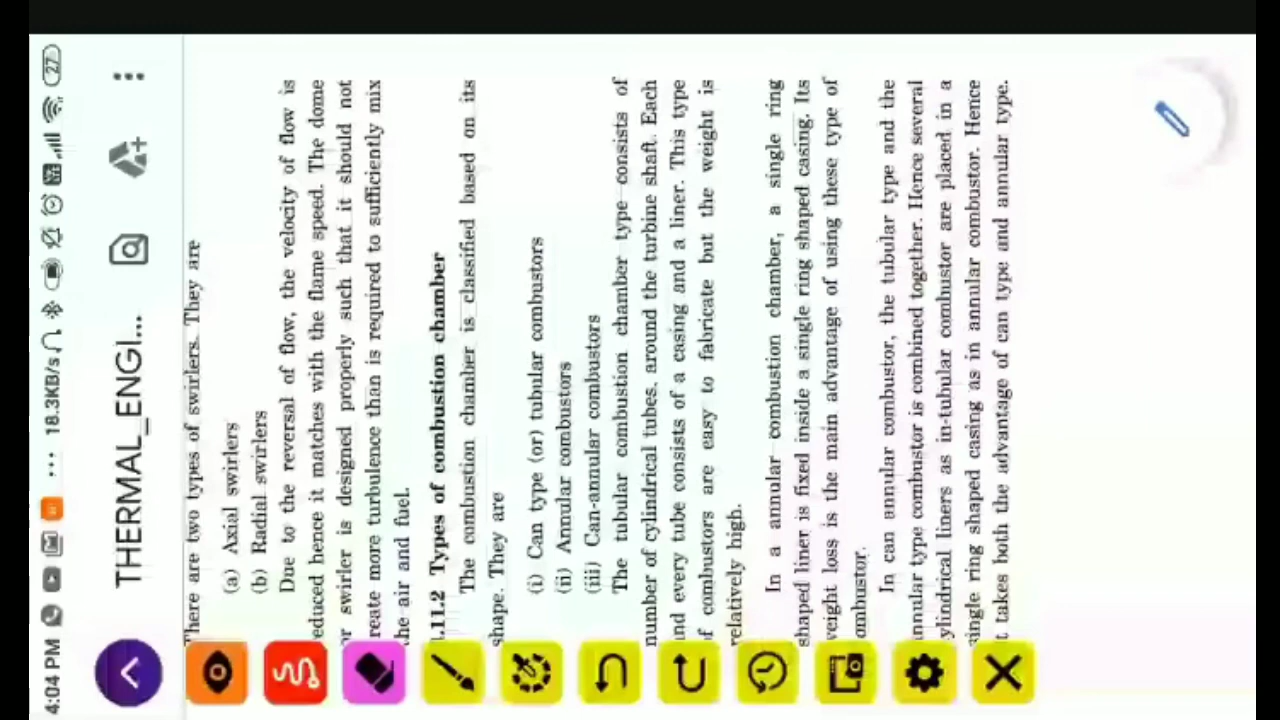 4:04 PM ... 18.3KB/s 27
THERMAL_ENGI...
There are two types of swirlers. They are
(a) Axial swirlers
(b) Radial swirlers
Due to the reversal of flow, the velocity of flow is
educed hence it matches with the flame speed. The dome
or swirler is designed properly such that it should not
reate more turbulence than is required to sufficiently mix
he air and fuel.
.11.2 Types of combustion chamber
The combustion chamber is classified based on its
shape. They are
(i) Can type (or) tubular combustors
(ii) Annular combustors
(iii) Can-annular combustors
The tubular combustion chamber type consists of
number of cylindrical tubes, around the turbine shaft. Each
and every tube consists of a casing and a liner. This type
of combustors are easy to fabricate but the weight is
relatively high.
In a annular combustion chamber, a single ring
shaped liner is fixed inside a single ring shaped casing. Its
weight loss is the main advantage of using these type of
ombustor.
In can annular combustor, the tubular type and the
annular type combustor is combined together. Hence several
ylindrical liners as in-tubular combustor are placed in a
single ring shaped casing as in annular combustor. Hence
t takes both the advantage of can type and annular type.